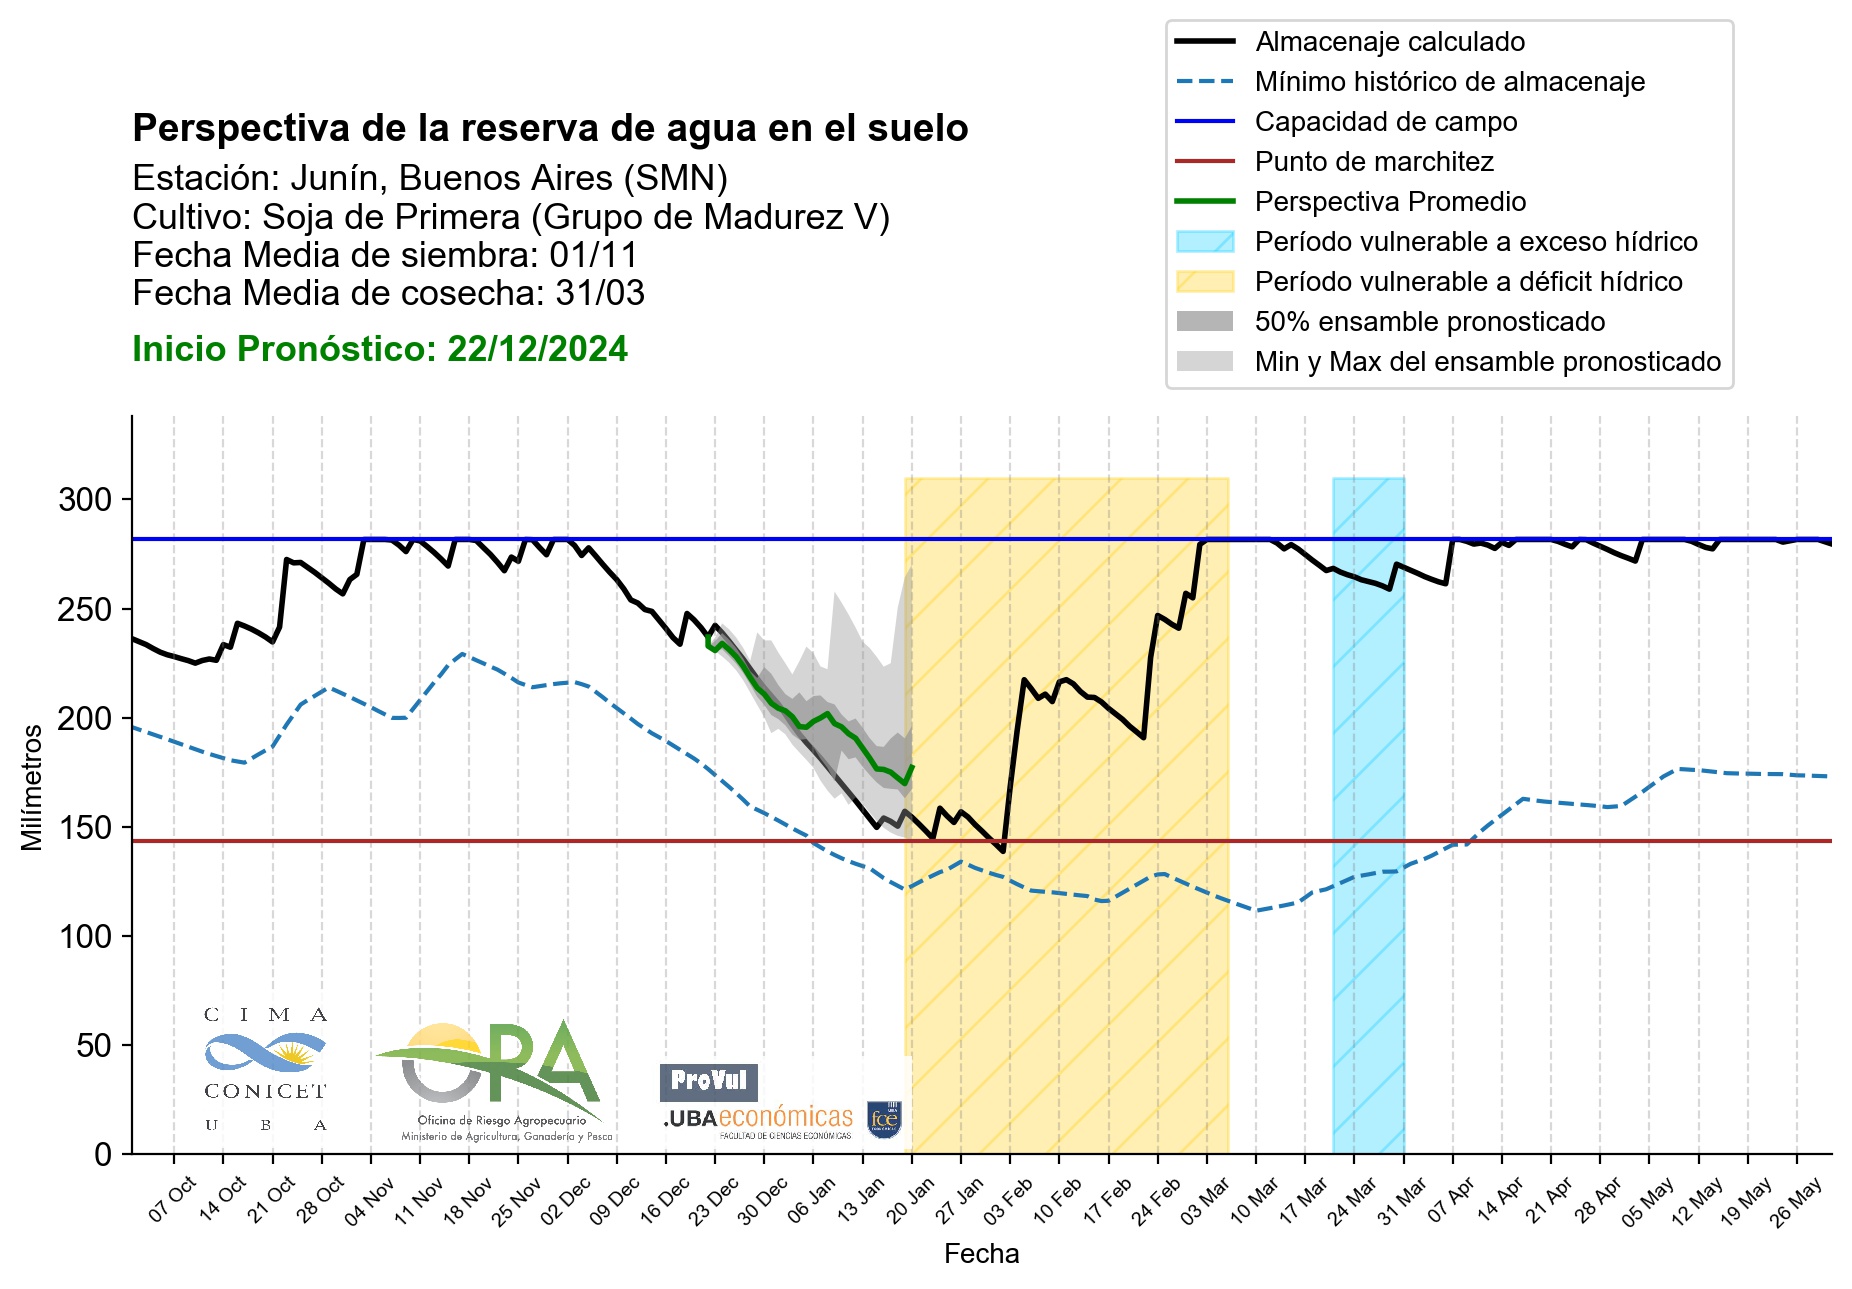 Almacenaje calculado
Mínimo histórico de almacenaje
Capacidad de campo
Punto de marchitez
Perspectiva Promedio
Período vulnerable a exceso hídrico
Período vulnerable a déficit hídrico
50% ensamble pronosticado
Min y Max del ensamble pronosticado
Perspectiva de la reserva de agua en el suelo
Estación: Junín, Buenos Aires (SMN)
Cultivo: Soja de Primera (Grupo de Madurez V)
Fecha Media de siembra: 01/11
Fecha Media de cosecha: 31/03
Inicio Pronóstico: 22/12/2024
Milímetros
300
250
200
150
100
50
0
CIMA
CONICET
UBA
ORA
Oficina de Riesgo Agropecuario
Ministerio de Agricultura, Ganadería y Pesca
ProVul
.UBAeconómicas
FACULTAD DE CIENCIAS ECONÓMICAS
fce
07 Oct
14 Oct
21 Oct
28 Oct
04 Nov
11 Nov
18 Nov
25 Nov
02 Dec
09 Dec
16 Dec
23 Dec
30 Dec
06 Jan
13 Jan
20 Jan
27 Jan
03 Feb
10 Feb
17 Feb
24 Feb
03 Mar
10 Mar
17 Mar
24 Mar
31 Mar
07 Apr
14 Apr
21 Apr
28 Apr
05 May
12 May
19 May
26 May
Fecha